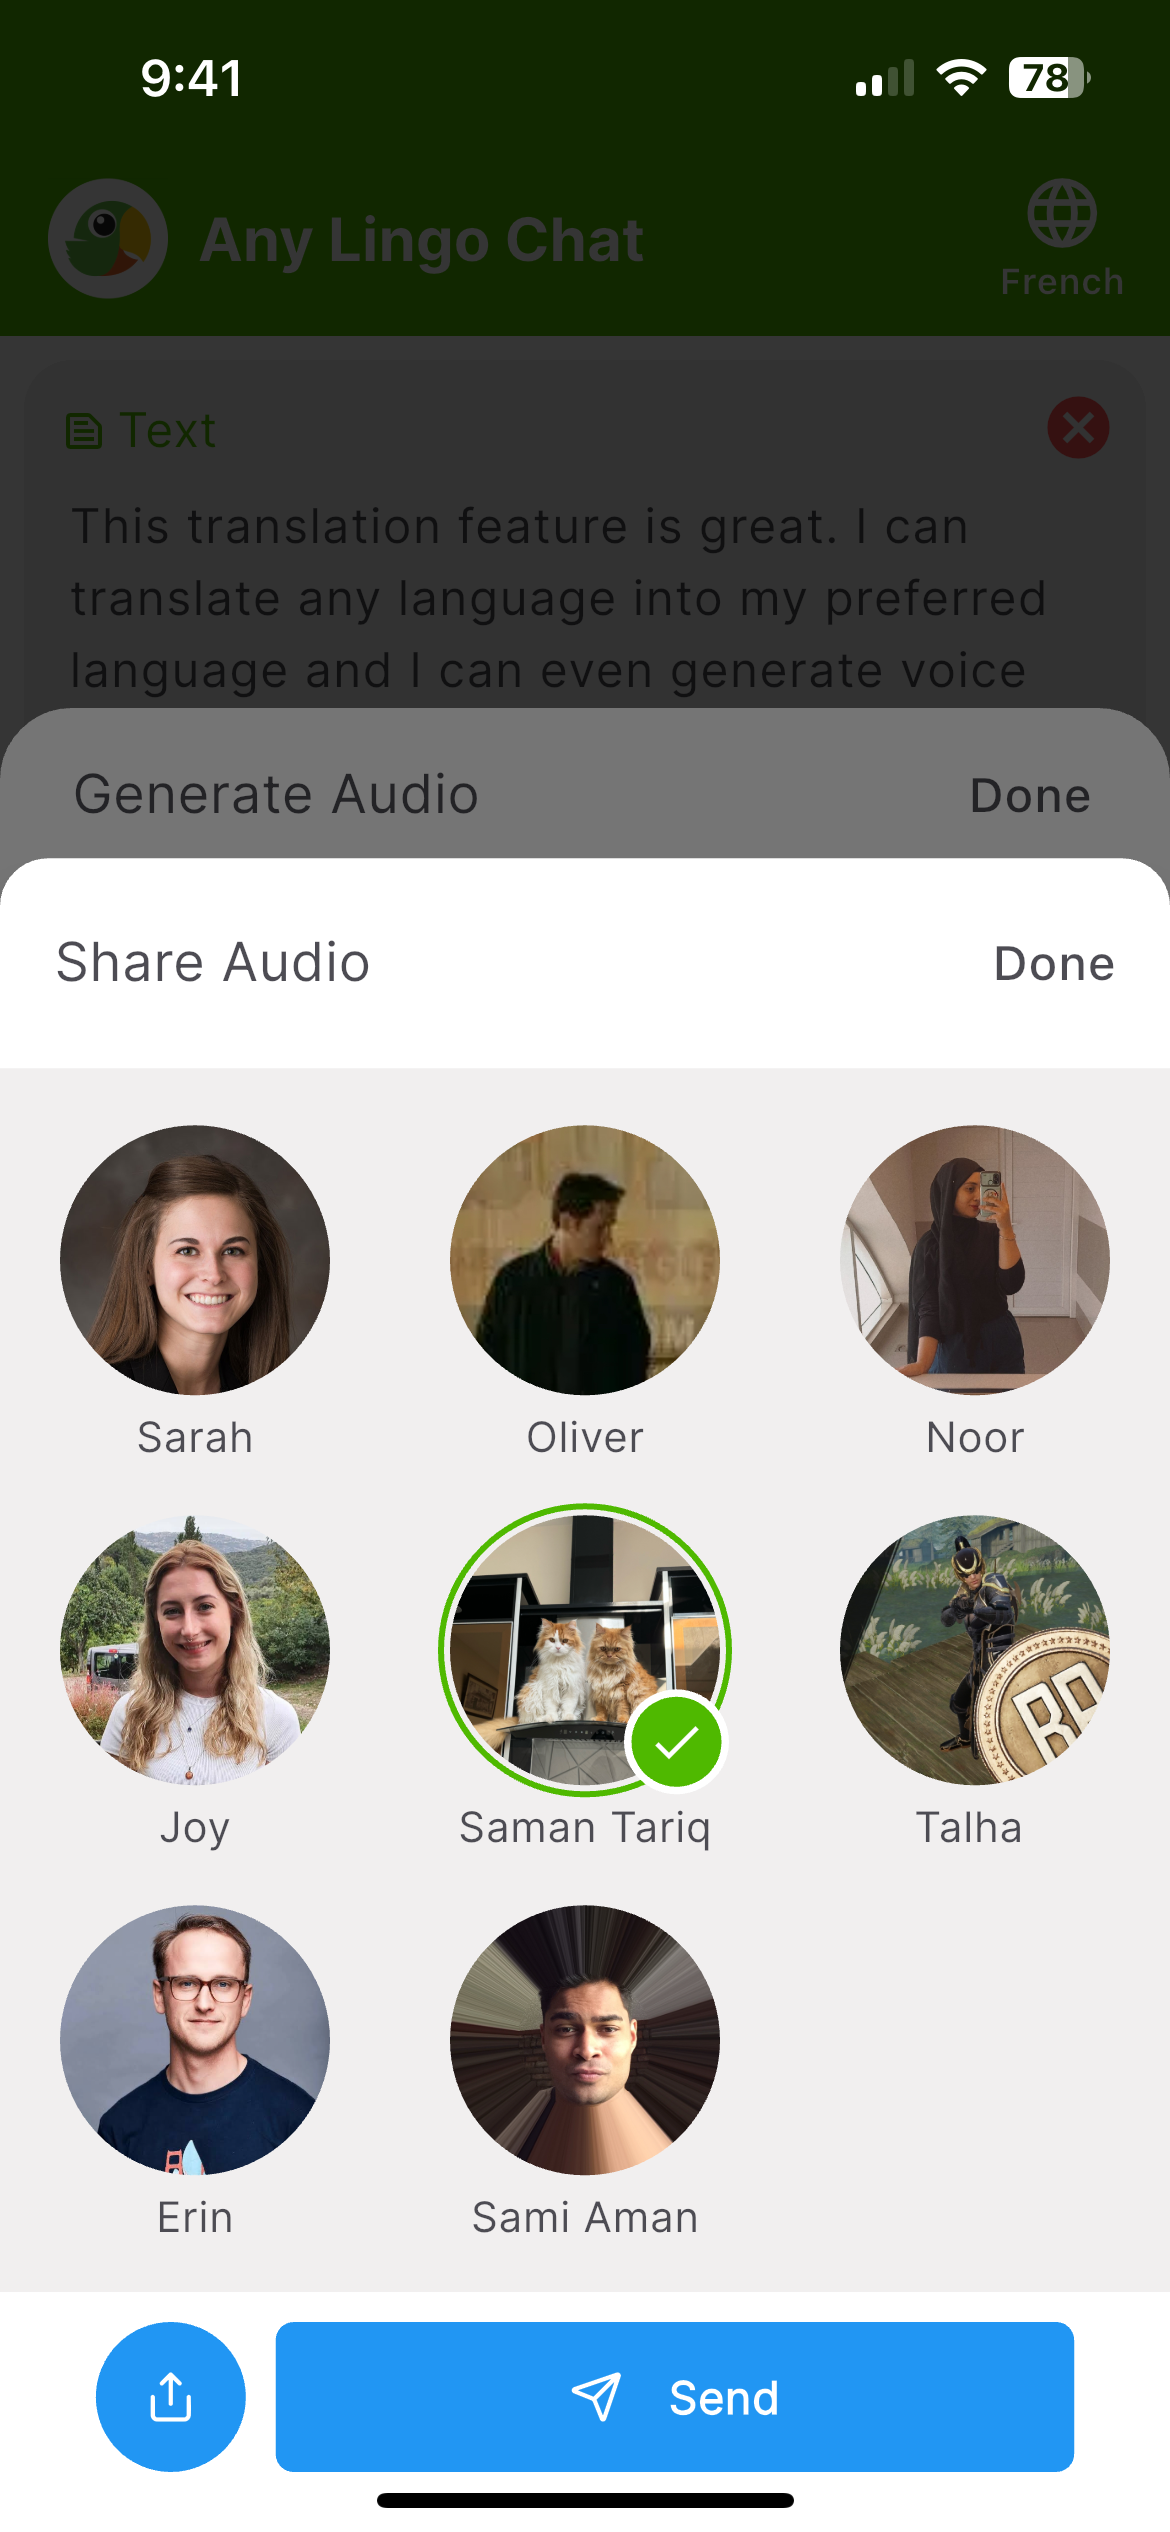 9:41
78
Any Lingo Chat
French
Text
This translation feature is great. I can
translate any language into my preferred
language and I can even generate voice
Generate Audio
Done
Share Audio
Done
Sarah
Oliver
Noor
Joy
Saman Tariq
Talha
Erin
Sami Aman
Send